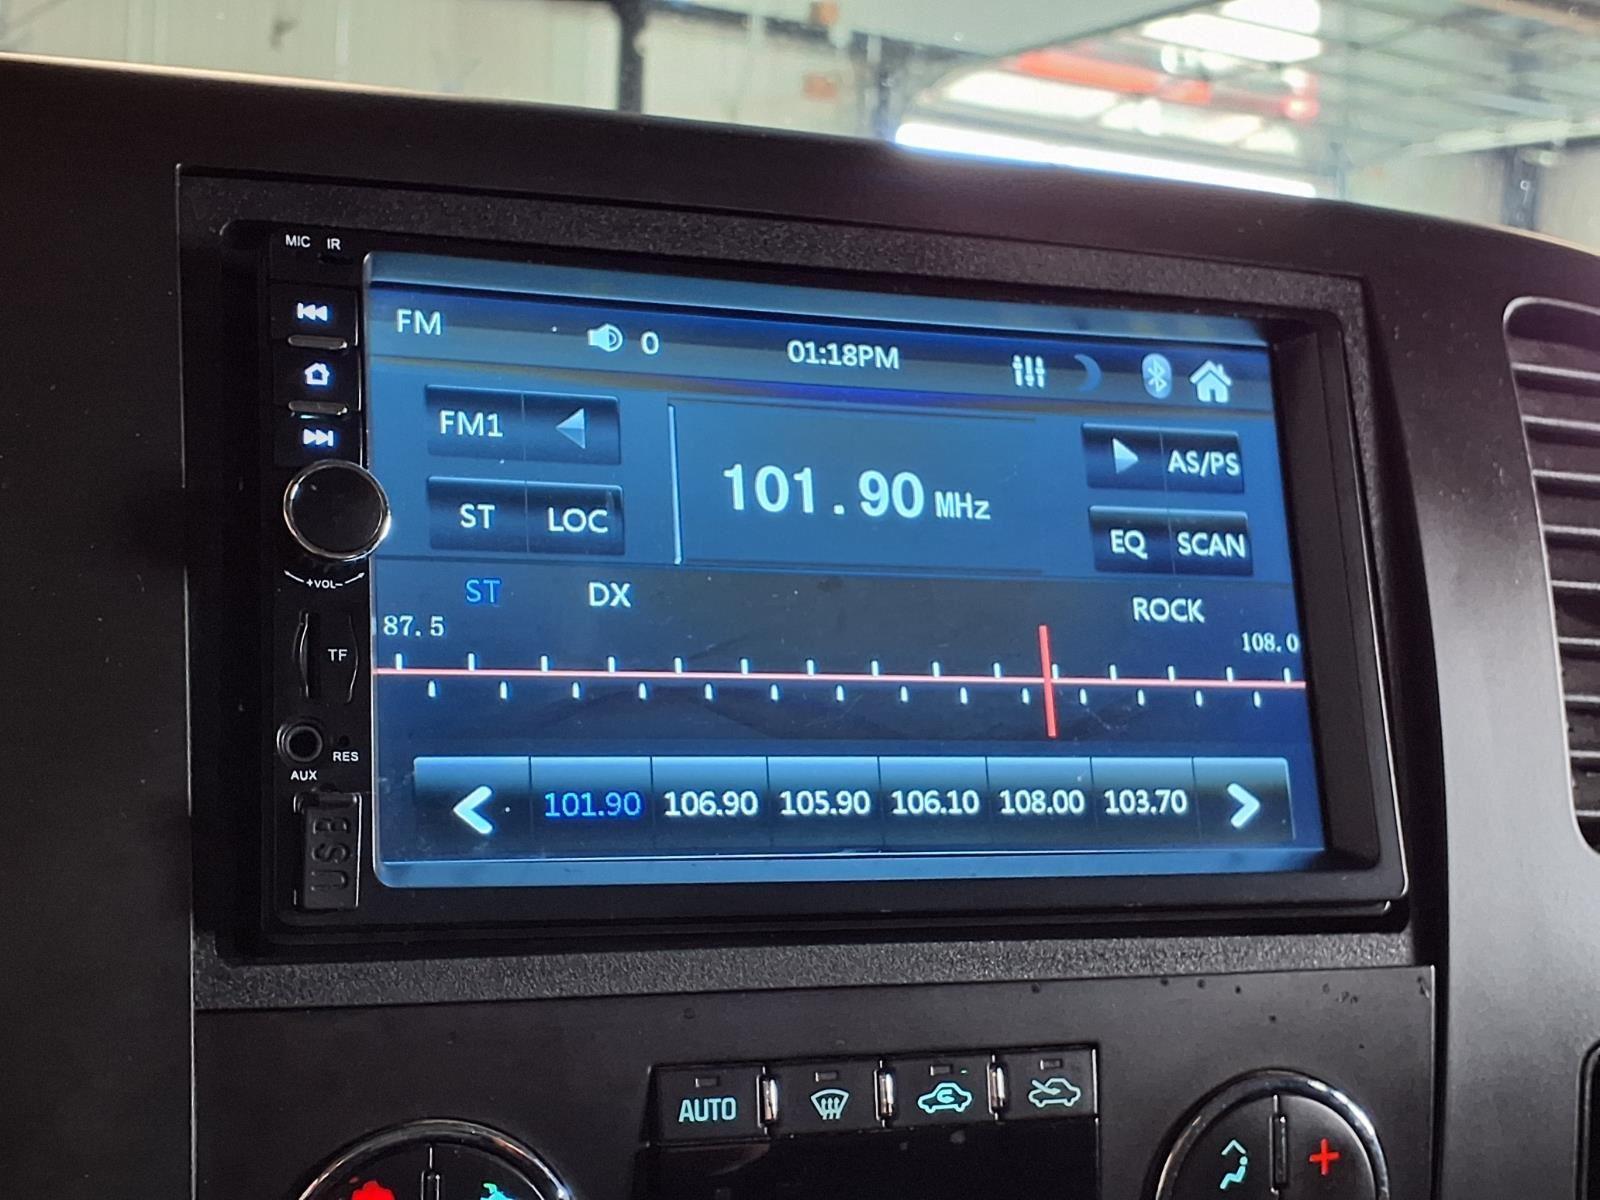 MIC IR
FM 0 01:18PM
FM1
101.90 MHz
AS/PS
ST LOC
EQ SCAN
+VOL-
ST DX ROCK
87.5 108.0
TF
RES
AUX
101.90 106.90 105.90 106.10 108.00 103.70
USB
AUTO